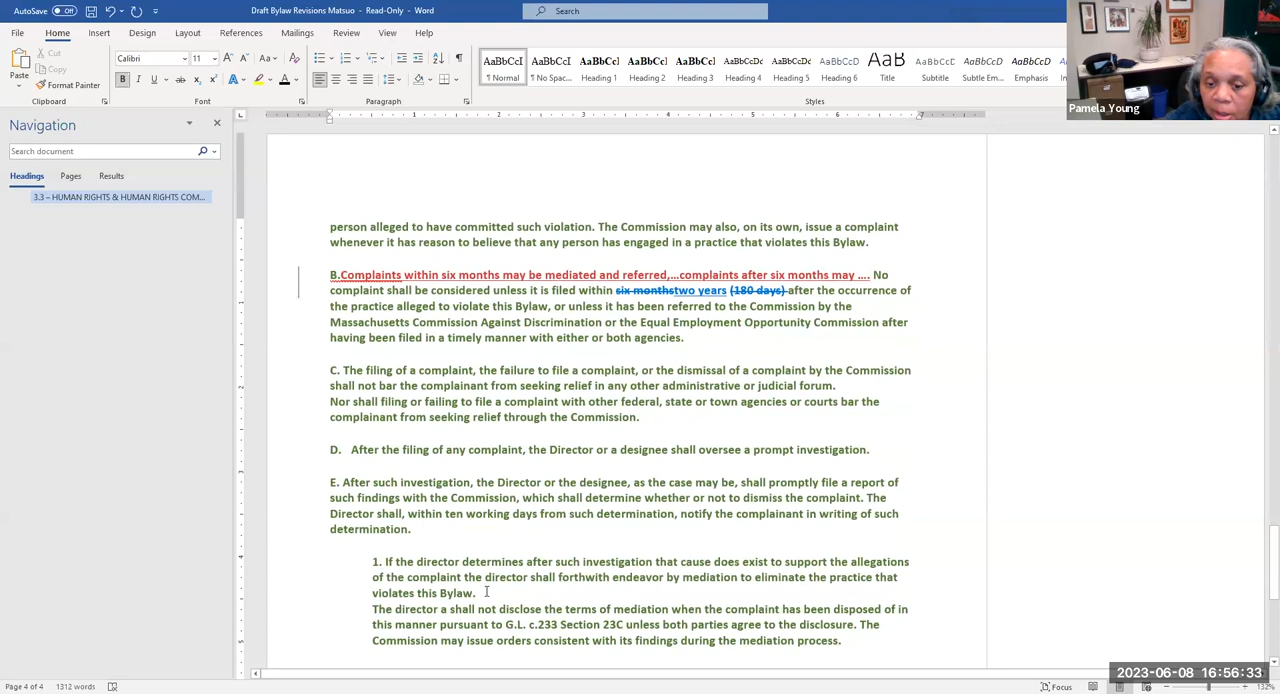 AutoSave Off
Draft Bylaw Revisions Matsuo - Read-Only - Word
Search
File Home Insert Design Layout References Mailings Review View Help
Paste
Cut
Copy
Format Painter
Clipboard
Calibri 11
Font
Paragraph
AaBbCcI AaBbCcI AaBbCc AaBbCc AaBbCc AaBbCcDc AaBbCcD AaBbCcD AaB AaBbCcD AaBbCcD AaBbCcD
¶ Normal ¶ No Spac... Heading 1 Heading 2 Heading 3 Heading 4 Heading 5 Heading 6 Title Subtitle Subtle Em... Emphasis
Styles
Pamela Young
Navigation
Search document
Headings Pages Results
3.3 – HUMAN RIGHTS & HUMAN RIGHTS COM...
person alleged to have committed such violation. The Commission may also, on its own, issue a complaint
whenever it has reason to believe that any person has engaged in a practice that violates this Bylaw.
B.Complaints within six months may be mediated and referred,...complaints after six months may .... No
complaint shall be considered unless it is filed within six monthstwo years (180 days) after the occurrence of
the practice alleged to violate this Bylaw, or unless it has been referred to the Commission by the
Massachusetts Commission Against Discrimination or the Equal Employment Opportunity Commission after
having been filed in a timely manner with either or both agencies.
C. The filing of a complaint, the failure to file a complaint, or the dismissal of a complaint by the Commission
shall not bar the complainant from seeking relief in any other administrative or judicial forum.
Nor shall filing or failing to file a complaint with other federal, state or town agencies or courts bar the
complainant from seeking relief through the Commission.
D. After the filing of any complaint, the Director or a designee shall oversee a prompt investigation.
E. After such investigation, the Director or the designee, as the case may be, shall promptly file a report of
such findings with the Commission, which shall determine whether or not to dismiss the complaint. The
Director shall, within ten working days from such determination, notify the complainant in writing of such
determination.
1. If the director determines after such investigation that cause does exist to support the allegations
of the complaint the director shall forthwith endeavor by mediation to eliminate the practice that
violates this Bylaw.
The director a shall not disclose the terms of mediation when the complaint has been disposed of in
this manner pursuant to G.L. c.233 Section 23C unless both parties agree to the disclosure. The
Commission may issue orders consistent with its findings during the mediation process.
Page 4 of 4 1312 words
Focus
132%
2023-06-08 16:56:33